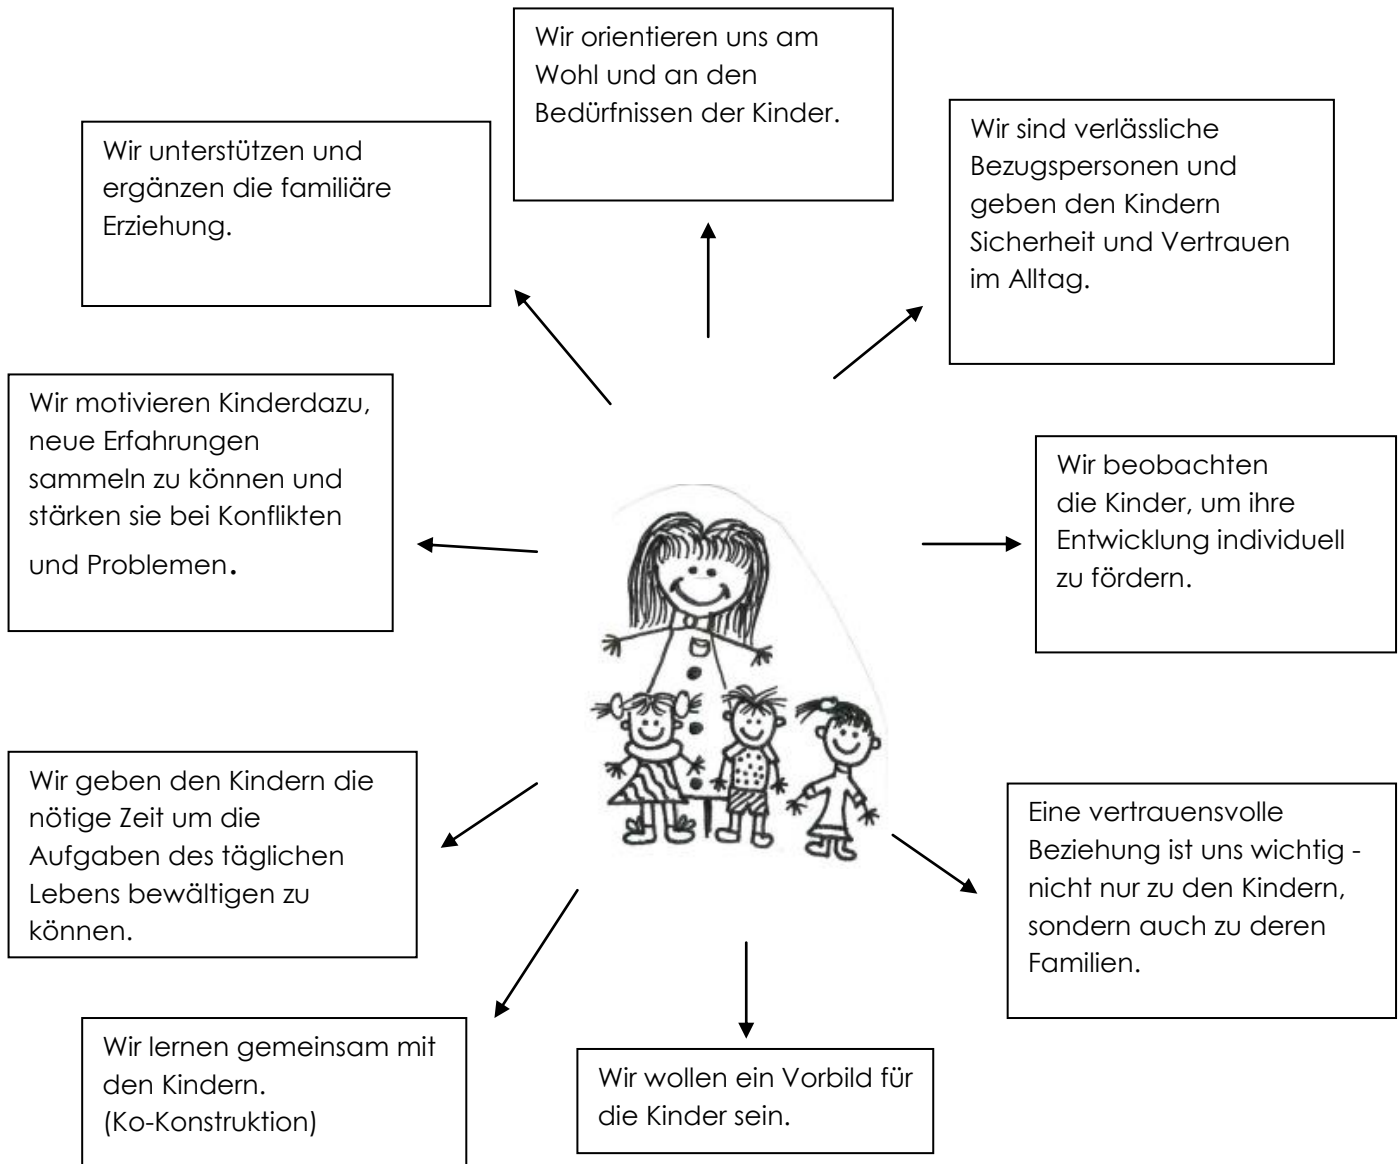 Wir orientieren uns am
Wohl und an den
Bedürfnissen der Kinder.
Wir sind verlässliche
Bezugspersonen und
geben den Kindern
Sicherheit und Vertrauen
im Alltag.
Wir unterstützen und
ergänzen die familiäre
Erziehung.
Wir motivieren Kinderdazu,
neue Erfahrungen
sammeln zu können und
stärken sie bei Konflikten
und Problemen.
Wir beobachten
die Kinder, um ihre
Entwicklung individuell
zu fördern.
Wir geben den Kindern die
nötige Zeit um die
Aufgaben des täglichen
Lebens bewältigen zu
können.
Eine vertrauensvolle
Beziehung ist uns wichtig -
nicht nur zu den Kindern,
sondern auch zu deren
Familien.
Wir lernen gemeinsam mit
den Kindern.
(Ko-Konstruktion)
Wir wollen ein Vorbild für
die Kinder sein.